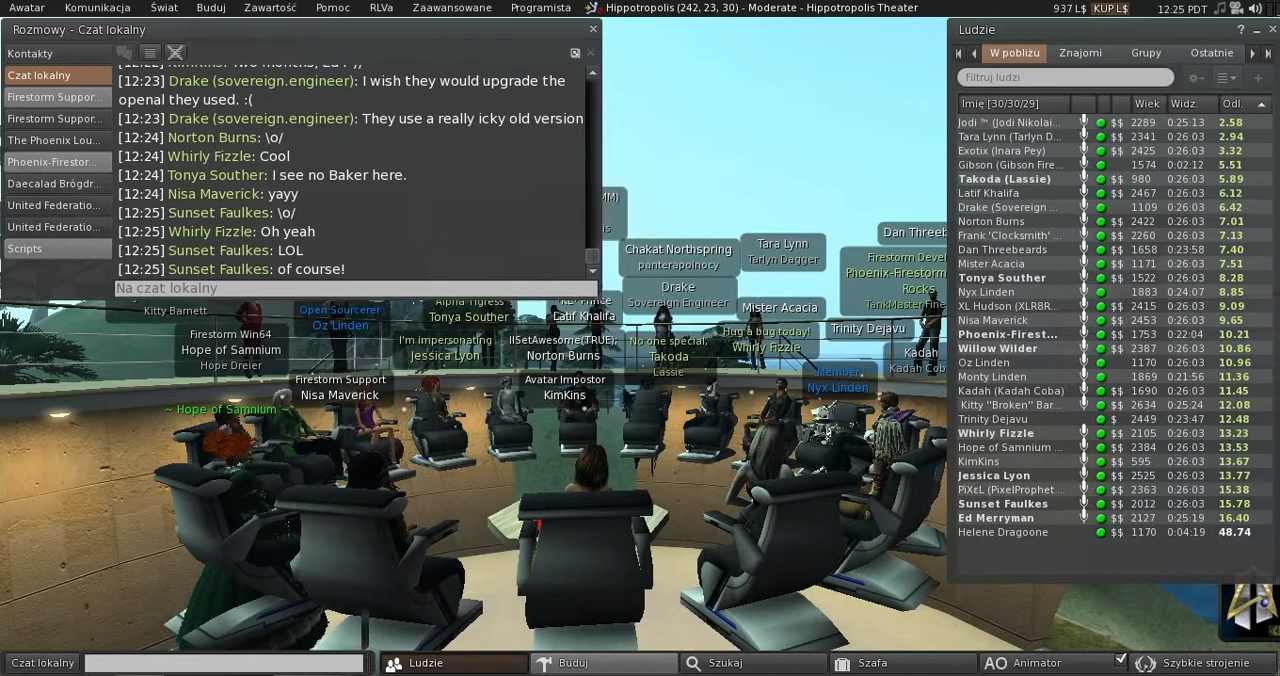 Awatar Komunikacja Świat Buduj Zawartość Pomoc RLVa Zaawansowane Programista Hippotropolis (242, 23, 30) - Moderate - Hippotropolis Theater 937 L$ KUP L$ 12:25 PDT
Rozmowy - Czat lokalny
Kontakty
Czat lokalny
Firestorm Suppor...
Firestorm Suppor...
The Phoenix Lou...
Phoenix-Firestor...
Daecalad Brógdr...
United Federatio...
United Federatio...
Scripts
[12:23] Drake (sovereign.engineer): I wish they would upgrade the
openal they used. :(
[12:23] Drake (sovereign.engineer): They use a really icky old version
[12:24] Norton Burns: \o/
[12:24] Whirly Fizzle: Cool
[12:24] Tonya Souther: I see no Baker here.
[12:24] Nisa Maverick: yayy
[12:25] Sunset Faulkes: \o/
[12:25] Whirly Fizzle: Oh yeah
[12:25] Sunset Faulkes: LOL
[12:25] Sunset Faulkes: of course!
Na czat lokalny
Chakat Northspring
panterapolnocy
Tara Lynn
Tarlyn Dagger
Dan Threeb
Drake
Sovereign Engineer
Firestorm Devel
Phoenix-Firestorm
Rocks
TankMaster Fine
Mister Acacia
Kitty Barnett
Open Sourcerer
Oz Linden
Alpha Tigress
Tonya Souther
Latif Khalifa
Trinity Dejavu
Firestorm Win64
Hope of Samnium
Hope Dreier
I'm impersonating
Jessica Lyon
llSetAwesome(TRUE);
Norton Burns
No one special,
Takoda
Lassie
Hug a bug today!
Whirly Fizzle
Kadah
Kadah Cob
Firestorm Support
Nisa Maverick
Avatar Impostor
KimKins
Member
Nyx Linden
~ Hope of Samnium ~
Ludzie
W pobliżu Znajomi Grupy Ostatnie
Filtruj ludzi
Imię [30/30/29] Wiek Widz. Odl.
Jodi ™ (Jodi Nikolai... $$ 2289 0:25:13 2.58
Tara Lynn (Tarlyn D... $$ 2341 0:26:03 2.94
Exotix (Inara Pey) $$ 2425 0:26:03 3.32
Gibson (Gibson Fire... 1574 0:02:12 5.51
Takoda (Lassie) $$ 980 0:26:03 5.89
Latif Khalifa $$ 2467 0:26:03 6.12
Drake (Sovereign ... 1109 0:26:03 6.42
Norton Burns $$ 2422 0:26:03 7.01
Frank 'Clocksmith' ... $$ 2260 0:26:03 7.13
Dan Threebeards $$ 1658 0:23:58 7.40
Mister Acacia $$ 1171 0:26:03 7.51
Tonya Souther $$ 1522 0:26:03 8.28
Nyx Linden 1883 0:24:07 8.85
XL Hudson (XLR8R... $$ 2415 0:26:03 9.09
Nisa Maverick $$ 2453 0:26:03 9.65
Phoenix-Firest... $$ 1753 0:22:04 10.21
Willow Wilder $$ 2387 0:26:03 10.86
Oz Linden 1170 0:26:03 10.96
Monty Linden 1869 0:21:56 11.36
Kadah (Kadah Coba) $$ 1690 0:26:03 11.45
Kitty "Broken" Bar... $$ 2634 0:25:24 12.08
Trinity Dejavu $ 2449 0:23:47 12.48
Whirly Fizzle $$ 2105 0:26:03 13.23
Hope of Samnium ... $$ 2384 0:26:03 13.53
KimKins $$ 595 0:26:03 13.67
Jessica Lyon $$ 2525 0:26:03 13.77
PiXεL (PixelProphet ... $$ 2363 0:26:03 15.38
Sunset Faulkes $$ 2012 0:26:03 15.78
Ed Merryman $$ 2127 0:25:19 16.40
Helene Dragoone $$ 1170 0:04:19 48.74
Czat lokalny Ludzie Buduj Szukaj Szafa AO Animator Szybkie strojenie